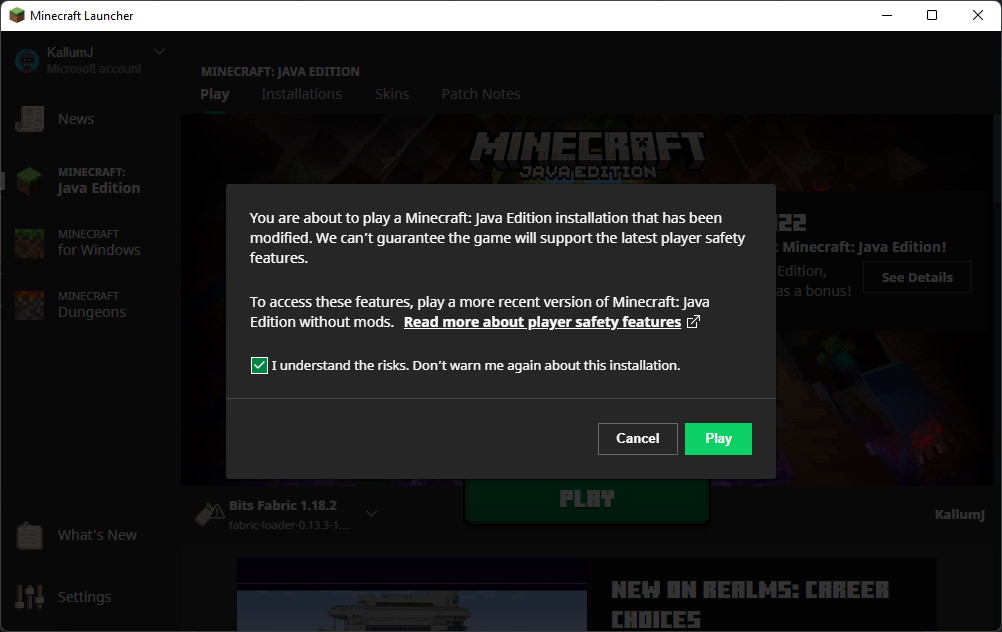 Minecraft Launcher
KallumJ
Microsoft account
News
MINECRAFT:
Java Edition
MINECRAFT
for Windows
MINECRAFT
Dungeons
What's New
Settings
MINECRAFT: JAVA EDITION
Play Installations Skins Patch Notes
MINECRAFT
JAVA EDITION
22
Minecraft: Java Edition!
Edition,
as a bonus!
See Details
You are about to play a Minecraft: Java Edition installation that has been
modified. We can’t guarantee the game will support the latest player safety
features.
To access these features, play a more recent version of Minecraft: Java
Edition without mods. Read more about player safety features
I understand the risks. Don’t warn me again about this installation.
Cancel Play
Bits Fabric 1.18.2
fabric-loader-0.13.3-1....
PLAY
KallumJ
NEW ON REALMS: CAREER
CHOICES